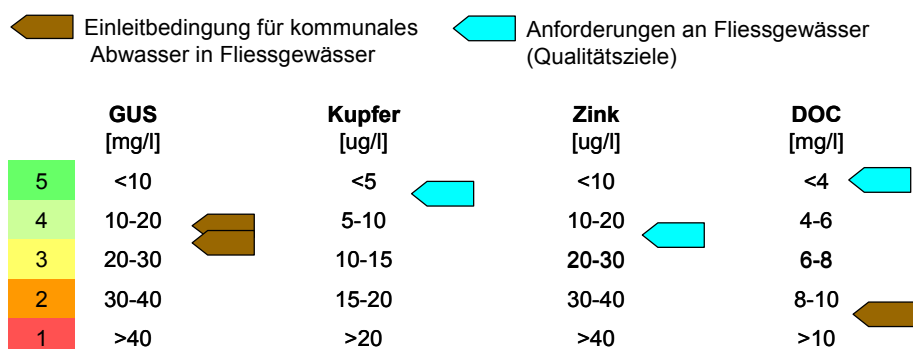 Einleitbedingung für kommunales
Abwasser in Fliessgewässer
Anforderungen an Fliessgewässer
(Qualitätsziele)
GUS Kupfer Zink DOC
[mg/l] [ug/l] [ug/l] [mg/l]
5 <10 <5 <10 <4
4 10-20 5-10 10-20 4-6
3 20-30 10-15 20-30 6-8
2 30-40 15-20 30-40 8-10
1 >40 >20 >40 >10